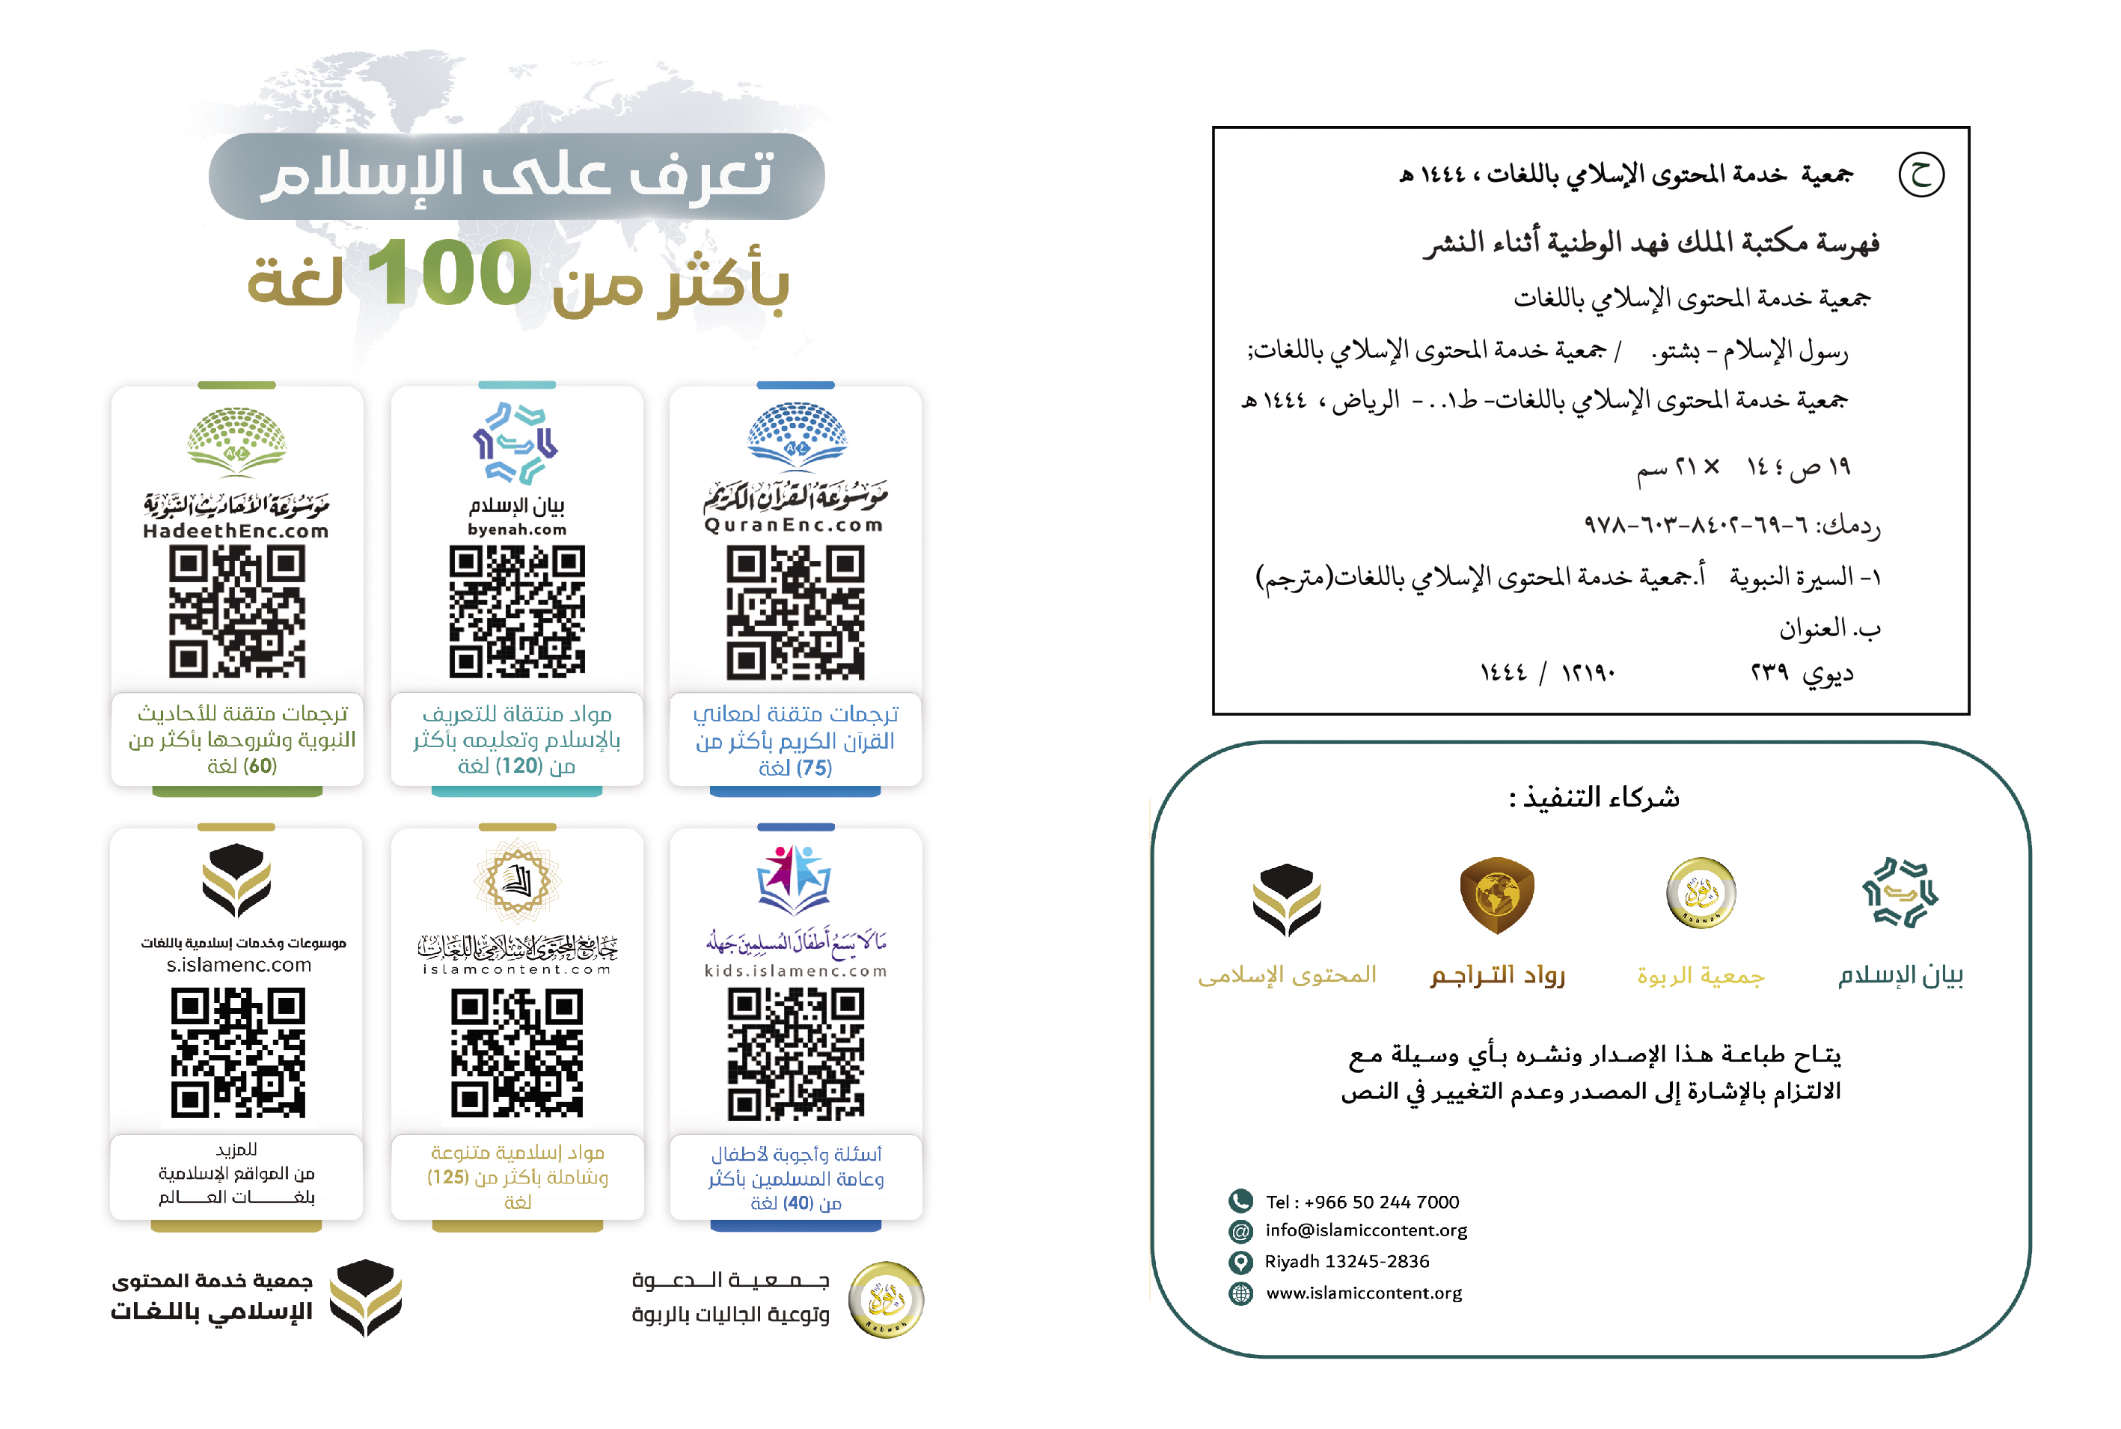 ح
جمعية خدمة المحتوى الإسلامي باللغات ، ١٤٤٤ هـ
فهرسة مكتبة الملك فهد الوطنية أثناء النشر
جمعية خدمة المحتوى الإسلامي باللغات
رسول الإسلام – بشتو. / جمعية خدمة المحتوى الإسلامي باللغات;
جمعية خدمة المحتوى الإسلامي باللغات- ط١. .- الرياض ، ١٤٤٤ هـ
١٩ ص ؛ ١٤ × ٢١ سم
ردمك: ٦-٦٩-٨٤٠٢-٦٠٣-٩٧٨
١- السيرة النبوية أ.جمعية خدمة المحتوى الإسلامي باللغات(مترجم)
ب. العنوان
ديوي ٢٣٩ ١٢١٩٠ / ١٤٤٤
شركاء التنفيذ :
بيان الإسلام
جمعية الربوة
رواد التراجم
المحتوى الإسلامي
يتاح طباعة هذا الإصدار ونشره بأي وسيلة مع
الالتزام بالإشارة إلى المصدر وعدم التغيير في النص
Tel : +966 50 244 7000
info@islamiccontent.org
Riyadh 13245-2836
www.islamiccontent.org
تعرف على الإسلام
بأكثر من 100 لغة
موسوعة القرآن الكريم
QuranEnc.com
ترجمات متقنة لمعاني
القرآن الكريم بأكثر من
(75) لغة
بيان الإسلام
byenah.com
مواد منتقاة للتعريف
بالإسلام وتعليمه بأكثر
من (120) لغة
موسوعة الأحاديث النبوية
HadeethEnc.com
ترجمات متقنة للأحاديث
النبوية وشروحها بأكثر من
(60) لغة
ما لا يسع أطفال المسلمين جهله
kids.islamenc.com
أسئلة وأجوبة لأطفال
وعامة المسلمين بأكثر
من (40) لغة
جامع المحتوى الإسلامي باللغات
islamcontent.com
مواد إسلامية متنوعة
وشاملة بأكثر من (125)
لغة
موسوعات وخدمات إسلامية باللغات
s.islamenc.com
للمزيد
من المواقع الإسلامية
بلغات العالم
جمعية الدعوة
وتوعية الجاليات بالربوة
جمعية خدمة المحتوى
الإسلامي باللغات